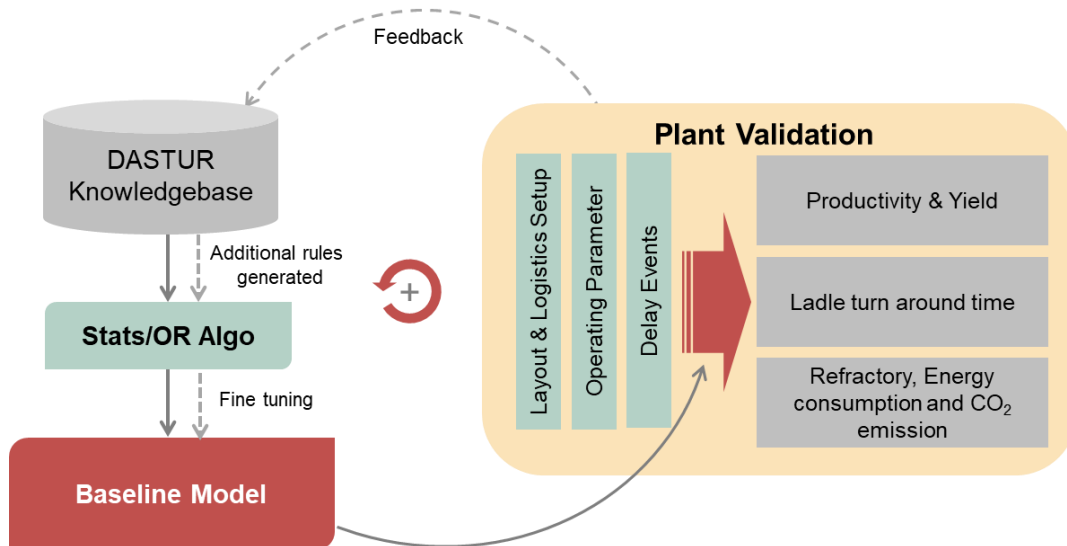 Feedback
DASTUR
Knowledgebase
Additional rules
generated
Stats/OR Algo
Fine tuning
Baseline Model
+
Plant Validation
Layout & Logistics Setup
Operating Parameter
Delay Events
Productivity & Yield
Ladle turn around time
Refractory, Energy
consumption and CO₂
emission